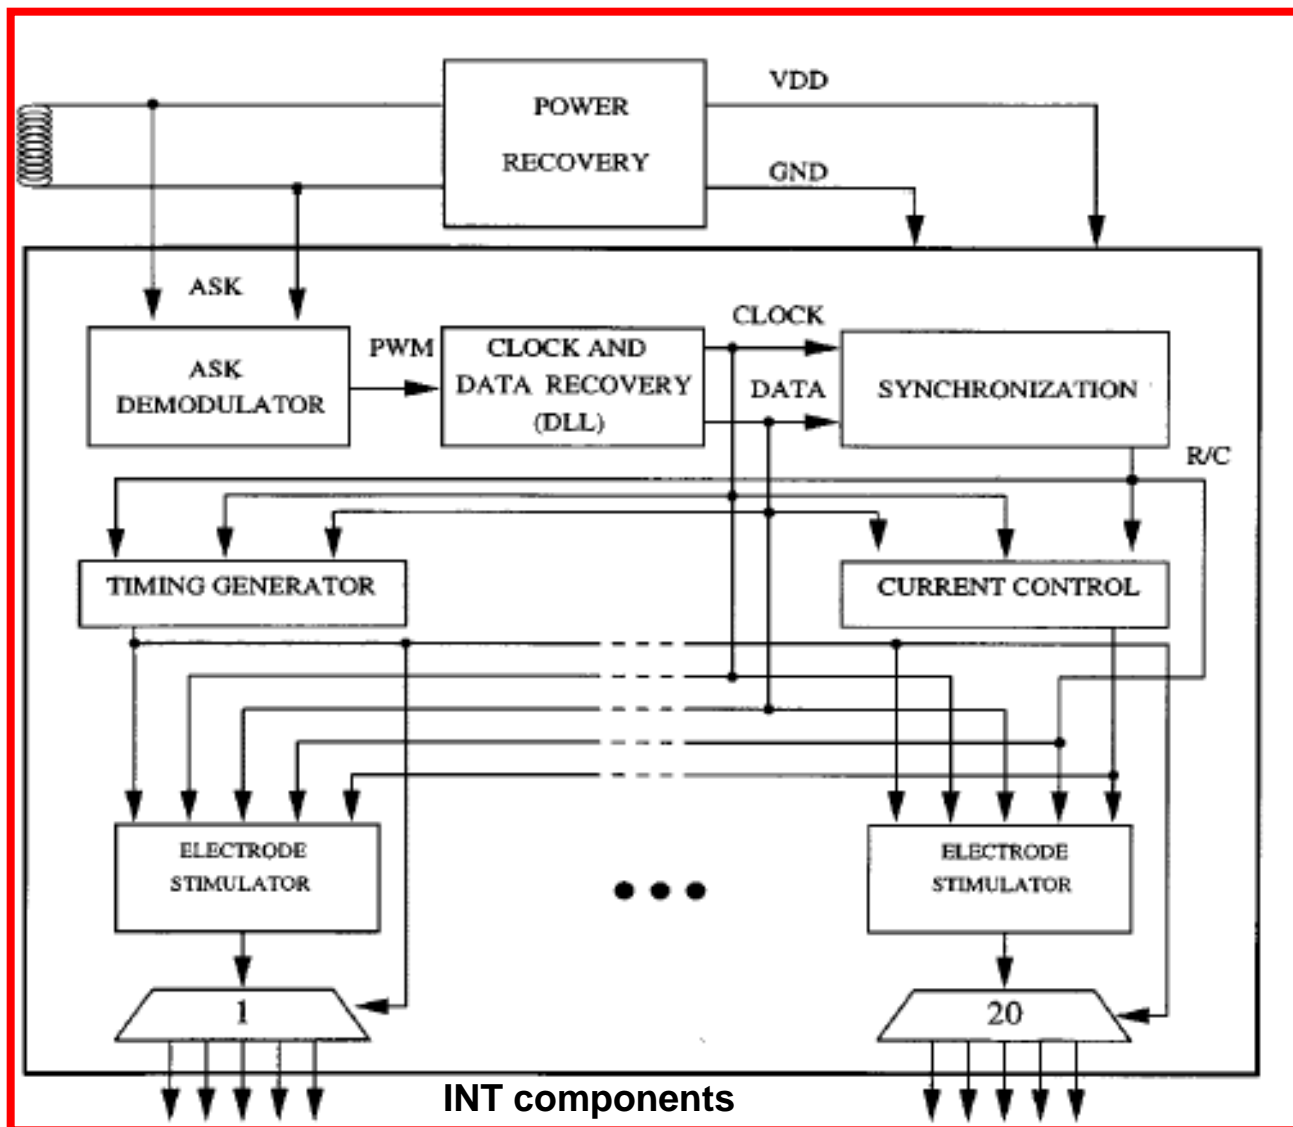 POWER
RECOVERY
VDD
GND
ASK
ASK
DEMODULATOR
PWM
CLOCK AND
DATA RECOVERY
(DLL)
CLOCK
DATA
SYNCHRONIZATION
R/C
TIMING GENERATOR
CURRENT CONTROL
ELECTRODE
STIMULATOR
ELECTRODE
STIMULATOR
1
20
INT components